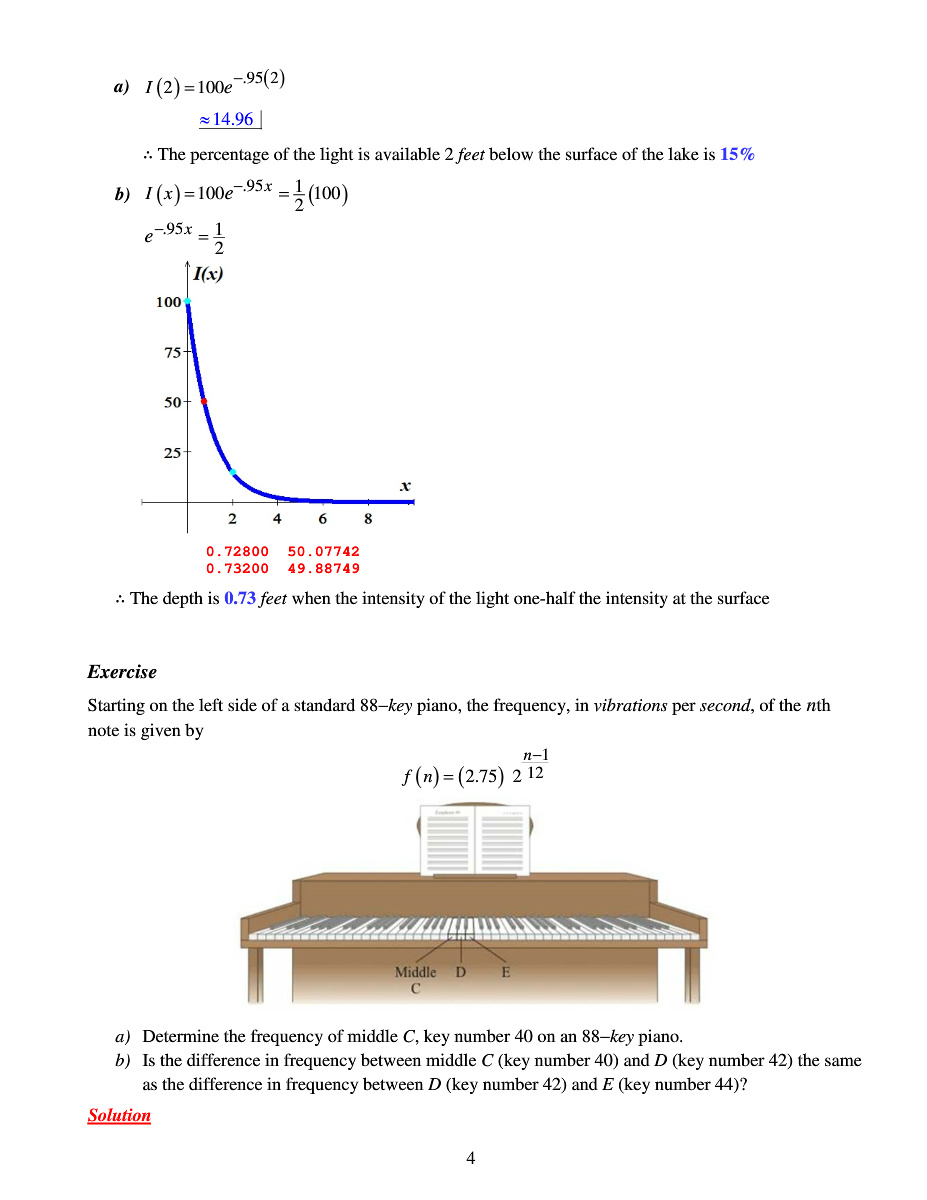 a) I(2) = 100e^{-.95(2)}
≈ 14.96
∴ The percentage of the light is available 2 feet below the surface of the lake is 15%
b) I(x) = 100e^{-.95x} = \frac{1}{2}(100)
e^{-.95x} = \frac{1}{2}
I(x)
100
75
50
25
x
2 4 6 8
0.72800 50.07742
0.73200 49.88749
∴ The depth is 0.73 feet when the intensity of the light one-half the intensity at the surface
Exercise
Starting on the left side of a standard 88–key piano, the frequency, in vibrations per second, of the nth
note is given by
f(n) = (2.75) 2^{\frac{n-1}{12}}
Middle D E
C
a) Determine the frequency of middle C, key number 40 on an 88–key piano.
b) Is the difference in frequency between middle C (key number 40) and D (key number 42) the same
as the difference in frequency between D (key number 42) and E (key number 44)?
Solution
4